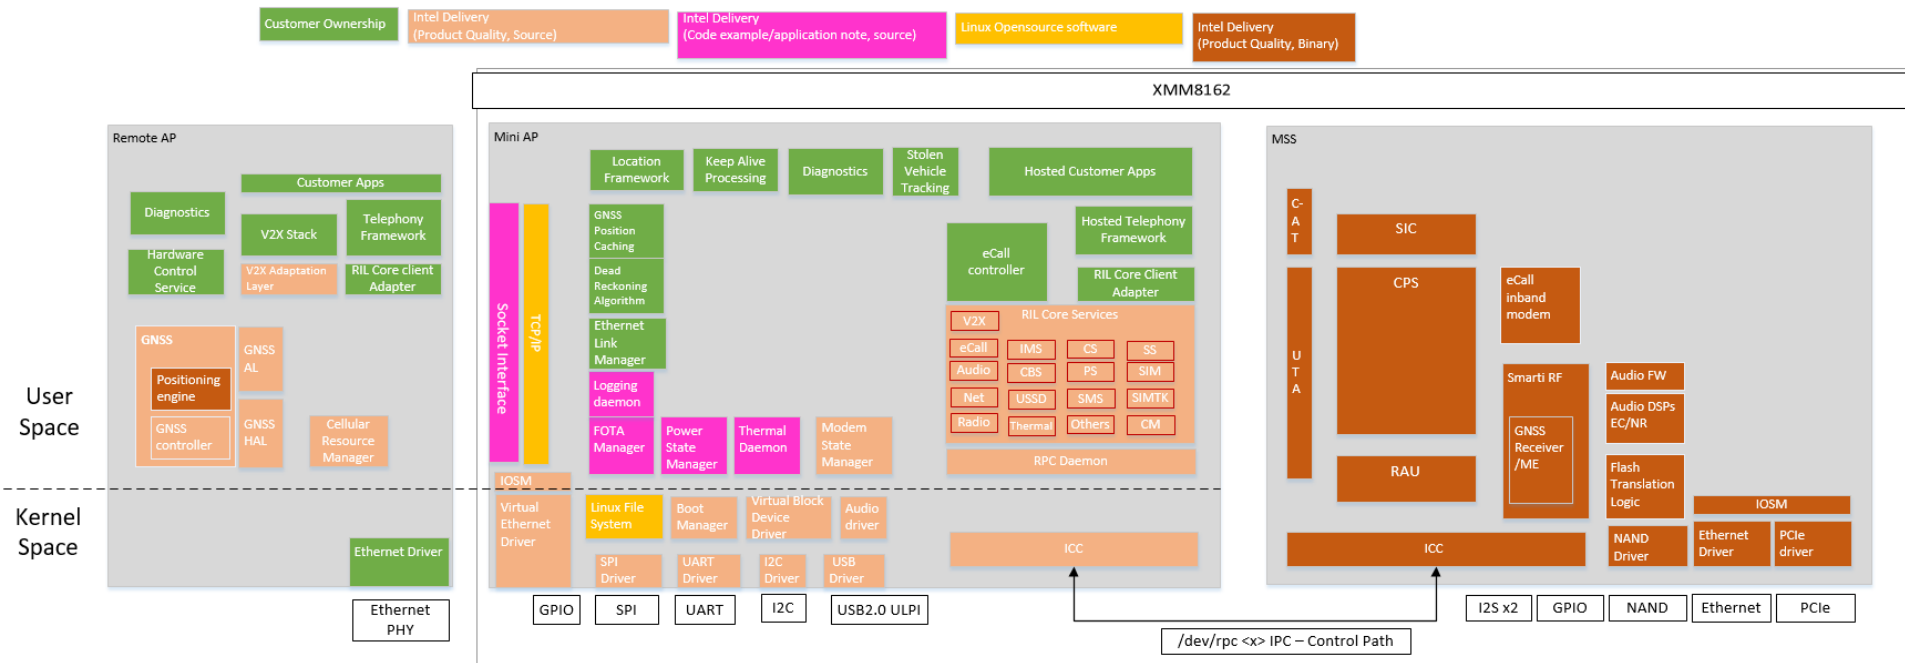 Customer Ownership
Intel Delivery
(Product Quality, Source)
Intel Delivery
(Code example/application note, source)
Linux Opensource software
Intel Delivery
(Product Quality, Binary)
XMM8162
Remote AP
Customer Apps
Diagnostics
V2X Stack
Telephony
Framework
Hardware
Control
Service
V2X Adaptation
Layer
RIL Core client
Adapter
GNSS
Positioning
engine
GNSS
controller
GNSS
AL
GNSS
HAL
Cellular
Resource
Manager
Ethernet Driver
Ethernet
PHY
User
Space
Kernel
Space
Mini AP
Location
Framework
Keep Alive
Processing
Diagnostics
Stolen
Vehicle
Tracking
Hosted Customer Apps
Socket Interface
TCP/IP
GNSS
Position
Caching
Dead
Reckoning
Algorithm
Ethernet
Link
Manager
Logging
daemon
FOTA
Manager
Power
State
Manager
Thermal
Daemon
Modem
State
Manager
eCall
controller
Hosted Telephony
Framework
RIL Core Client
Adapter
RIL Core Services
V2X
eCall
IMS
CS
SS
Audio
CBS
PS
SIM
Net
USSD
SMS
SIMTK
Radio
Thermal
Others
CM
RPC Daemon
IOSM
Virtual
Ethernet
Driver
Linux File
System
Boot
Manager
Virtual Block
Device
Driver
Audio
driver
SPI
Driver
UART
Driver
I2C
Driver
USB
Driver
ICC
GPIO
SPI
UART
I2C
USB2.0 ULPI
/dev/rpc <x> IPC – Control Path
MSS
C-
A
T
U
T
A
SIC
CPS
RAU
eCall
inband
modem
Smarti RF
GNSS
Receiver
/ME
Audio FW
Audio DSPs
EC/NR
Flash
Translation
Logic
IOSM
ICC
NAND
Driver
Ethernet
Driver
PCIe
driver
I2S x2
GPIO
NAND
Ethernet
PCIe